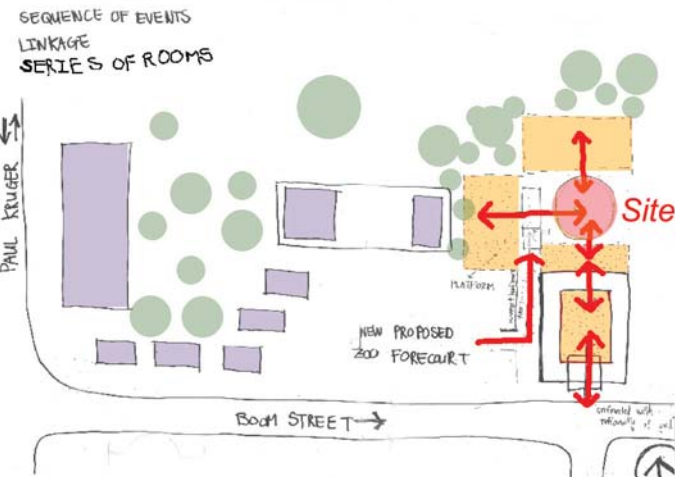 SEQUENCE OF EVENTS
LINKAGE
SERIES OF ROOMS
PAUL KRUGER
Site
PLATFORM
NEW PROPOSED
ZOO FORECOURT
BOOM STREET